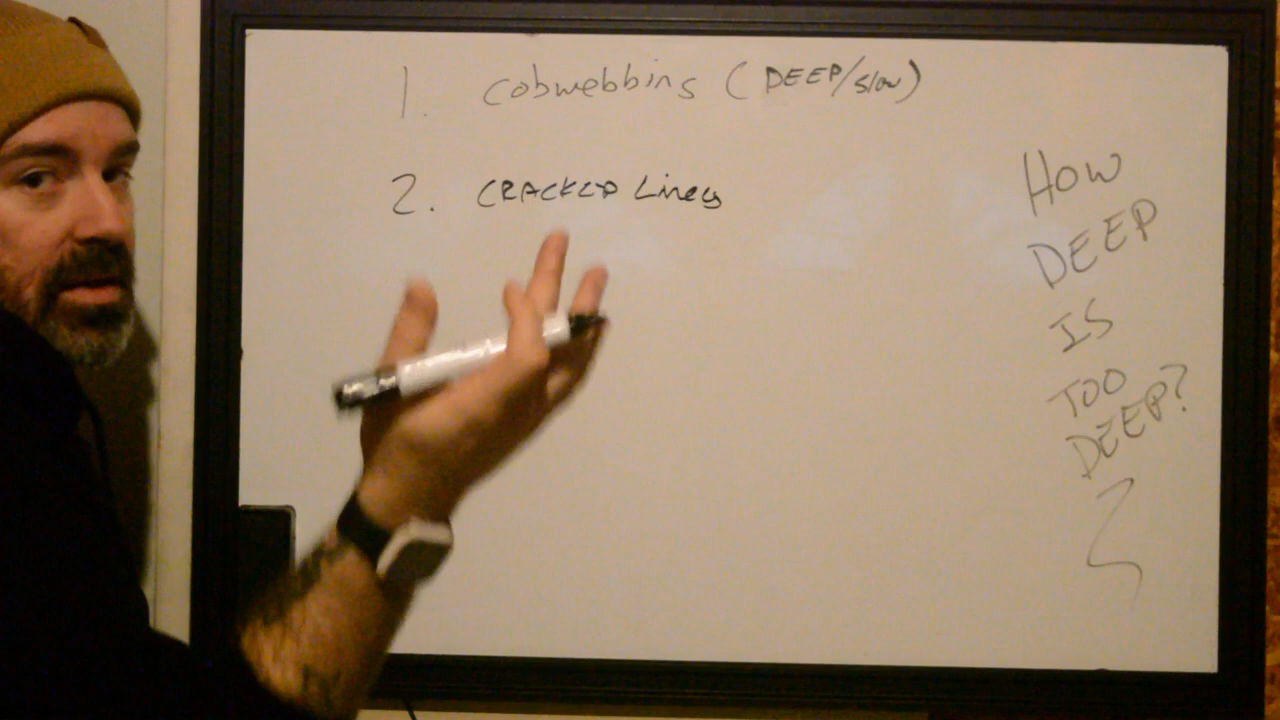 1. cobwebbing (DEEP/slow)
2. CRACKED Lines
HOW
DEEP
IS
TOO
DEEP?